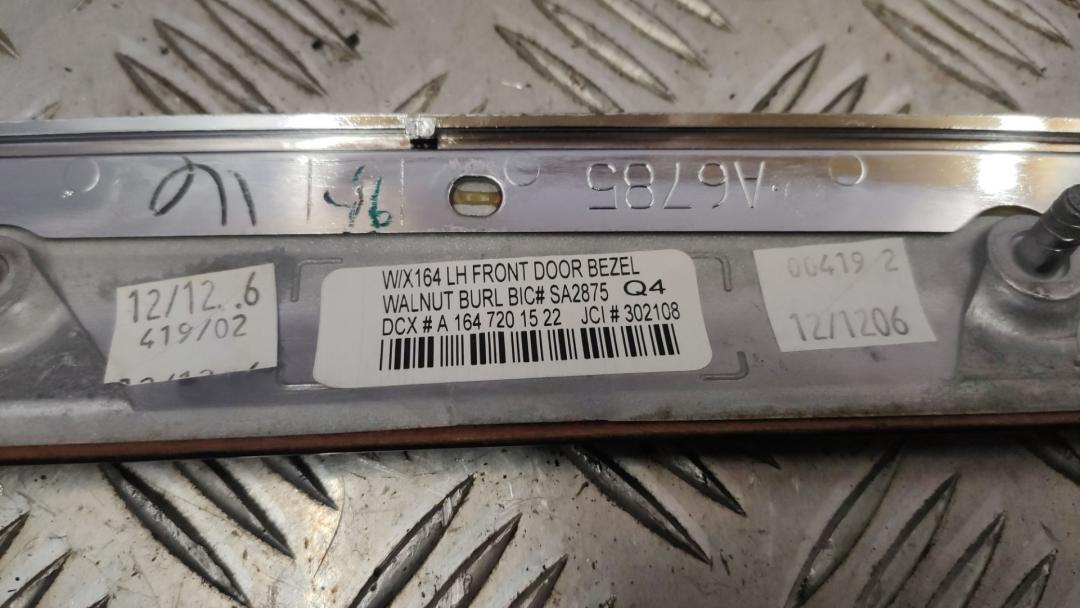 A6785
16
12/12..6
419/02
W/X164 LH FRONT DOOR BEZEL
WALNUT BURL BIC# SA2875 Q4
DCX # A 164 720 15 22 JCI # 302108
00419 2
12/1206